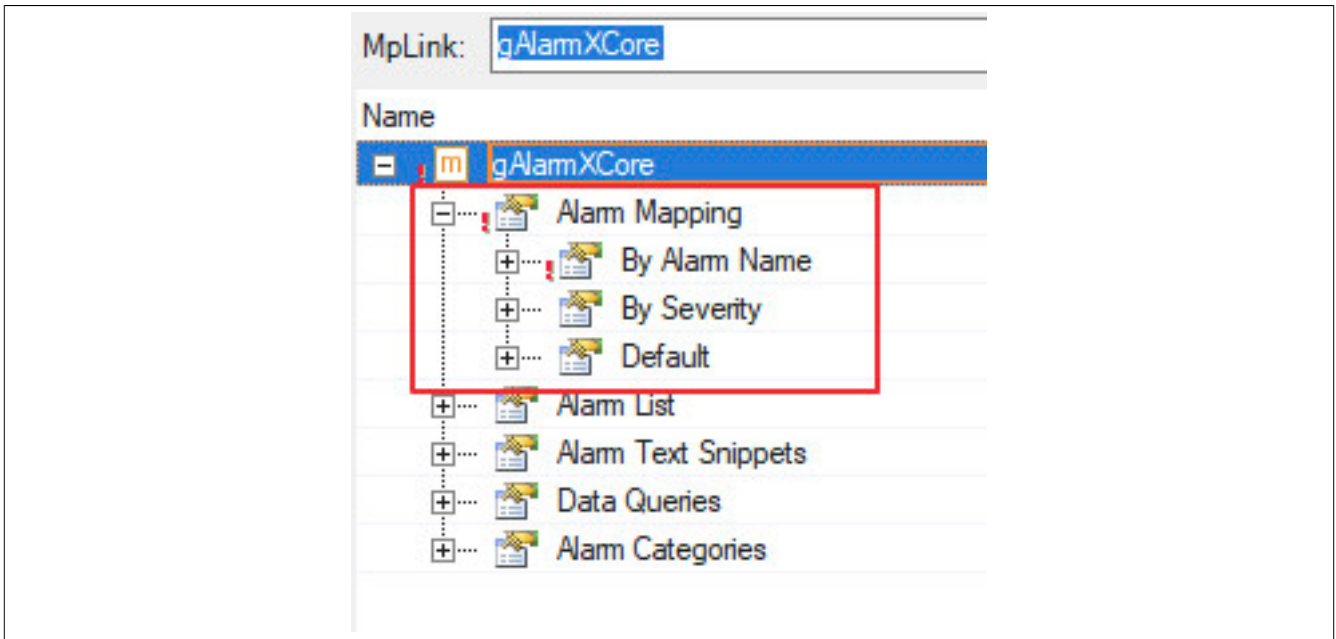 MpLink: gAlarmXCore
Name
m gAlarmXCore
Alarm Mapping
By Alarm Name
By Severity
Default
Alarm List
Alarm Text Snippets
Data Queries
Alarm Categories